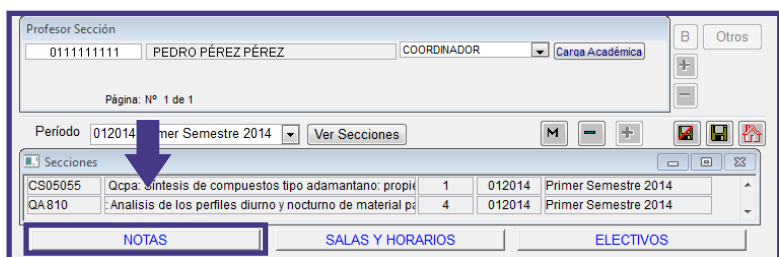 Profesor Sección
0111111111 PEDRO PÉREZ PÉREZ COORDINADOR Carga Académica B Otros
Página: Nº 1 de 1
Período 012014 mer Semestre 2014 Ver Secciones M
Secciones
CS05055 Qcpa: Síntesis de compuestos tipo adamantano: propie 1 012014 Primer Semestre 2014
QA810 : Analisis de los perfiles diurno y nocturno de material pa 4 012014 Primer Semestre 2014
NOTAS SALAS Y HORARIOS ELECTIVOS